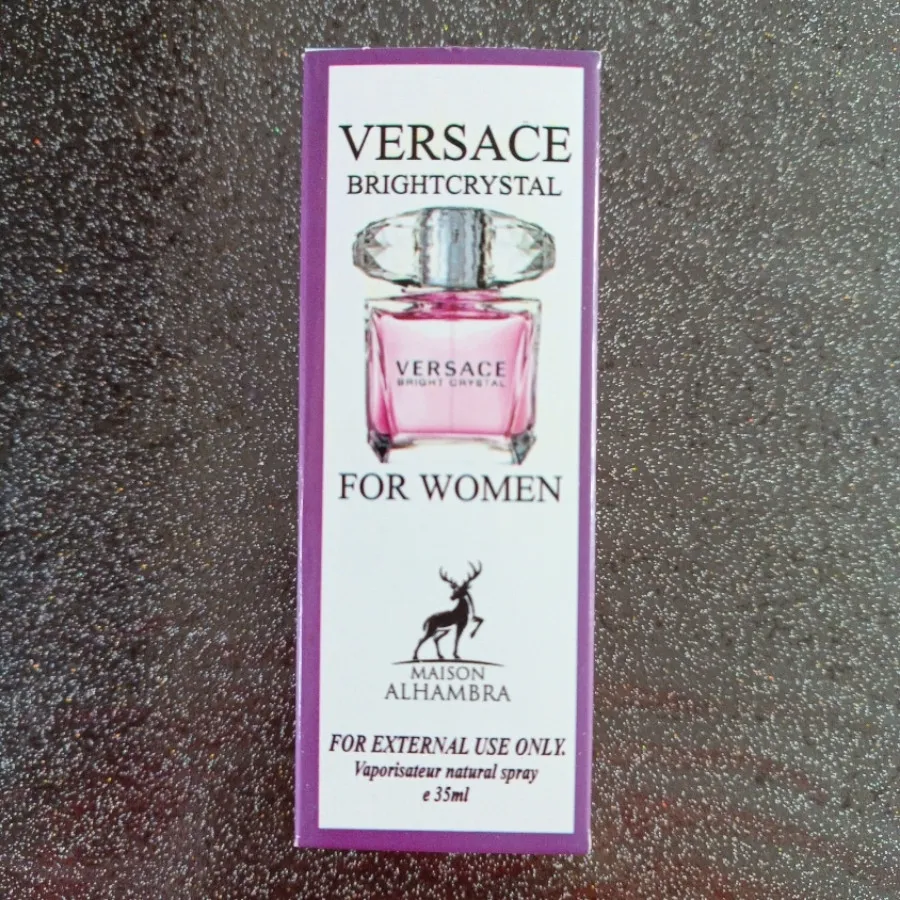 VERSACE
BRIGHTCRYSTAL
VERSACE
BRIGHT CRYSTAL
FOR WOMEN
MAISON
ALHAMBRA
FOR EXTERNAL USE ONLY.
Vaporisateur natural spray
e 35ml